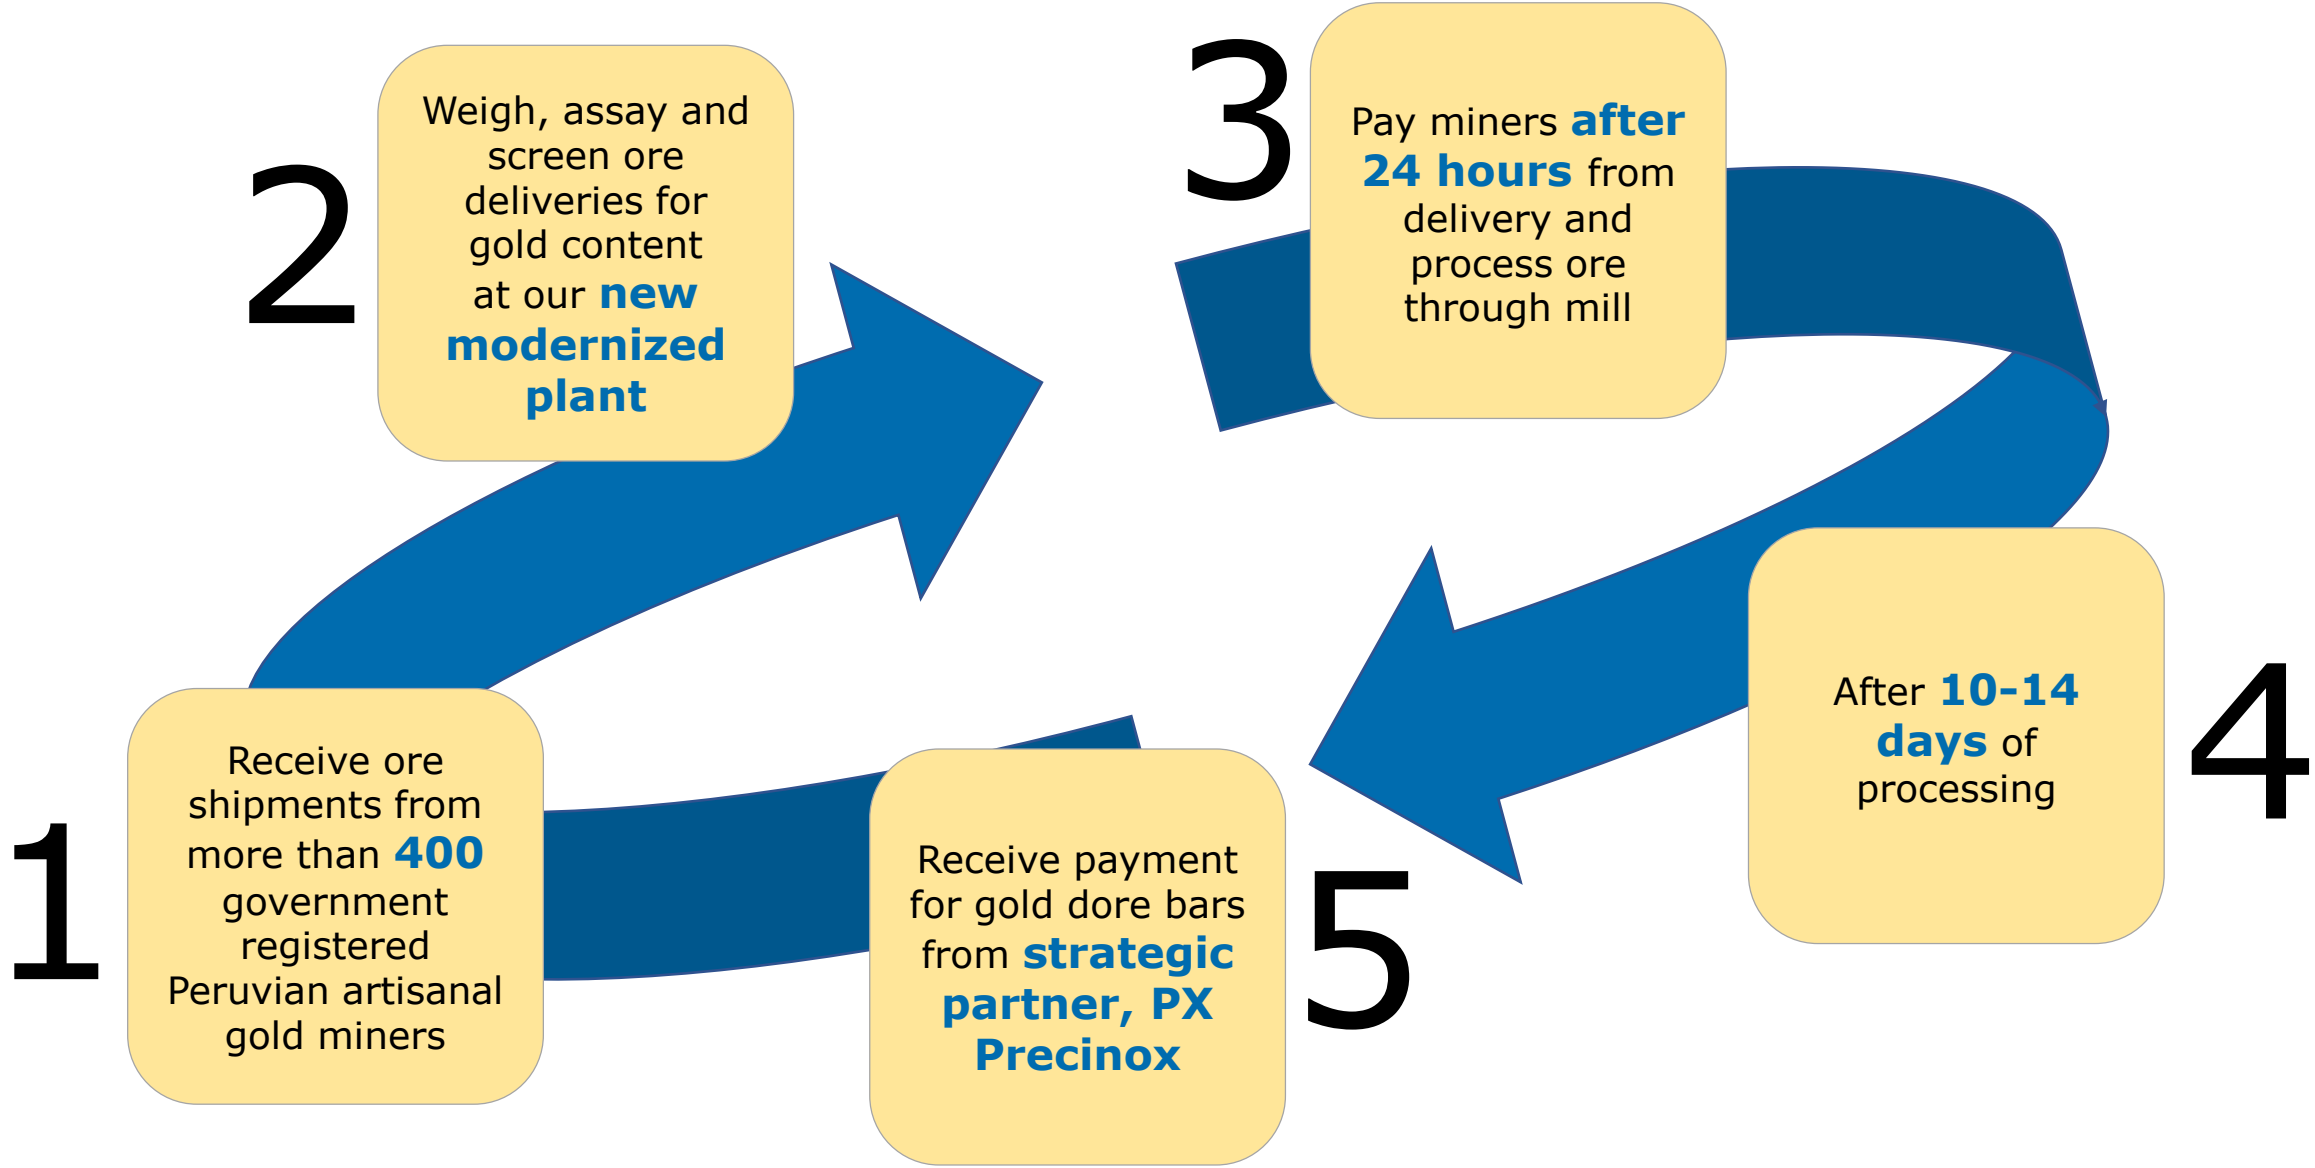 1
Receive ore
shipments from
more than 400
government
registered
Peruvian artisanal
gold miners
2
Weigh, assay and
screen ore
deliveries for
gold content
at our new
modernized
plant
3
Pay miners after
24 hours from
delivery and
process ore
through mill
4
After 10-14
days of
processing
5
Receive payment
for gold dore bars
from strategic
partner, PX
Precinox